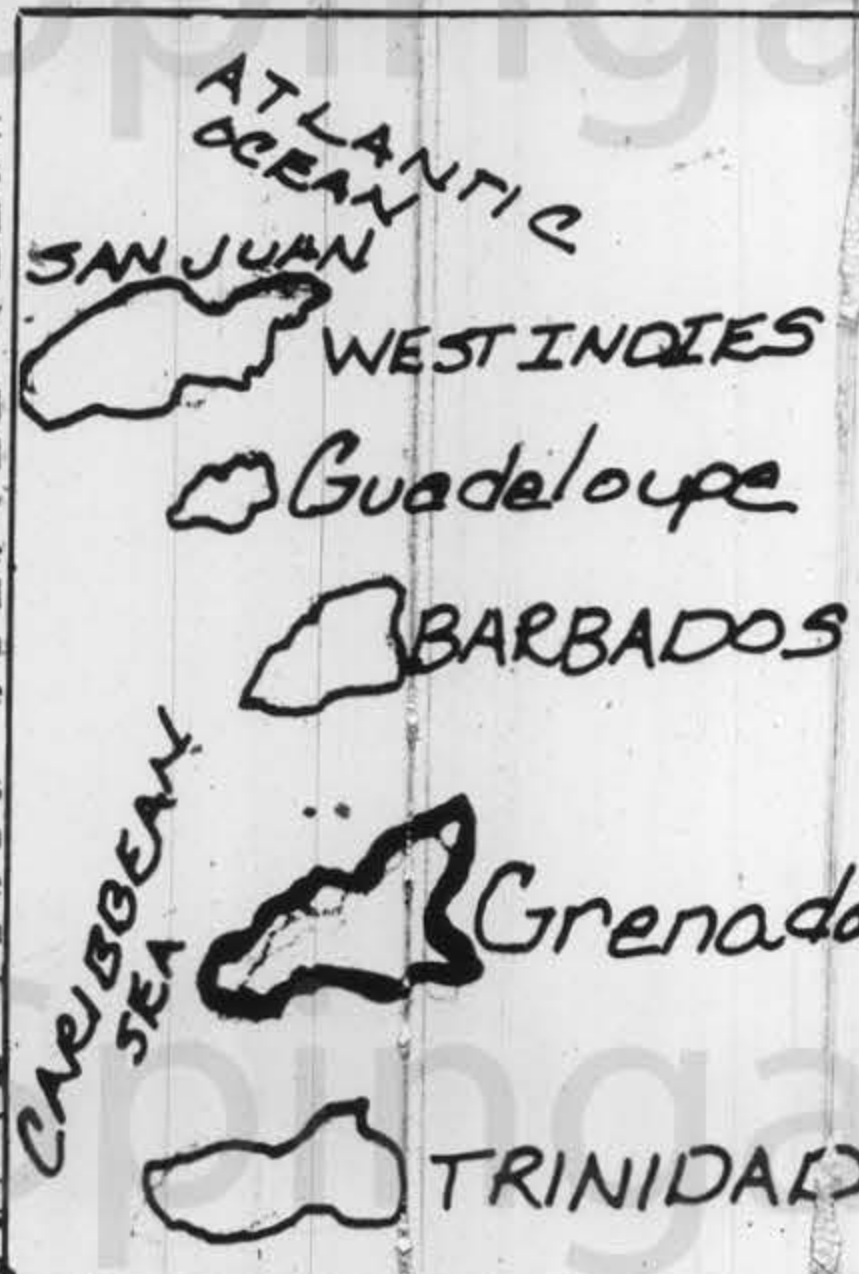 ATLANTIC
OCEAN
SAN JUAN
WEST INDIES
Guadeloupe
BARBADOS
CARIBBEAN
SEA
Grenada
TRINIDAD